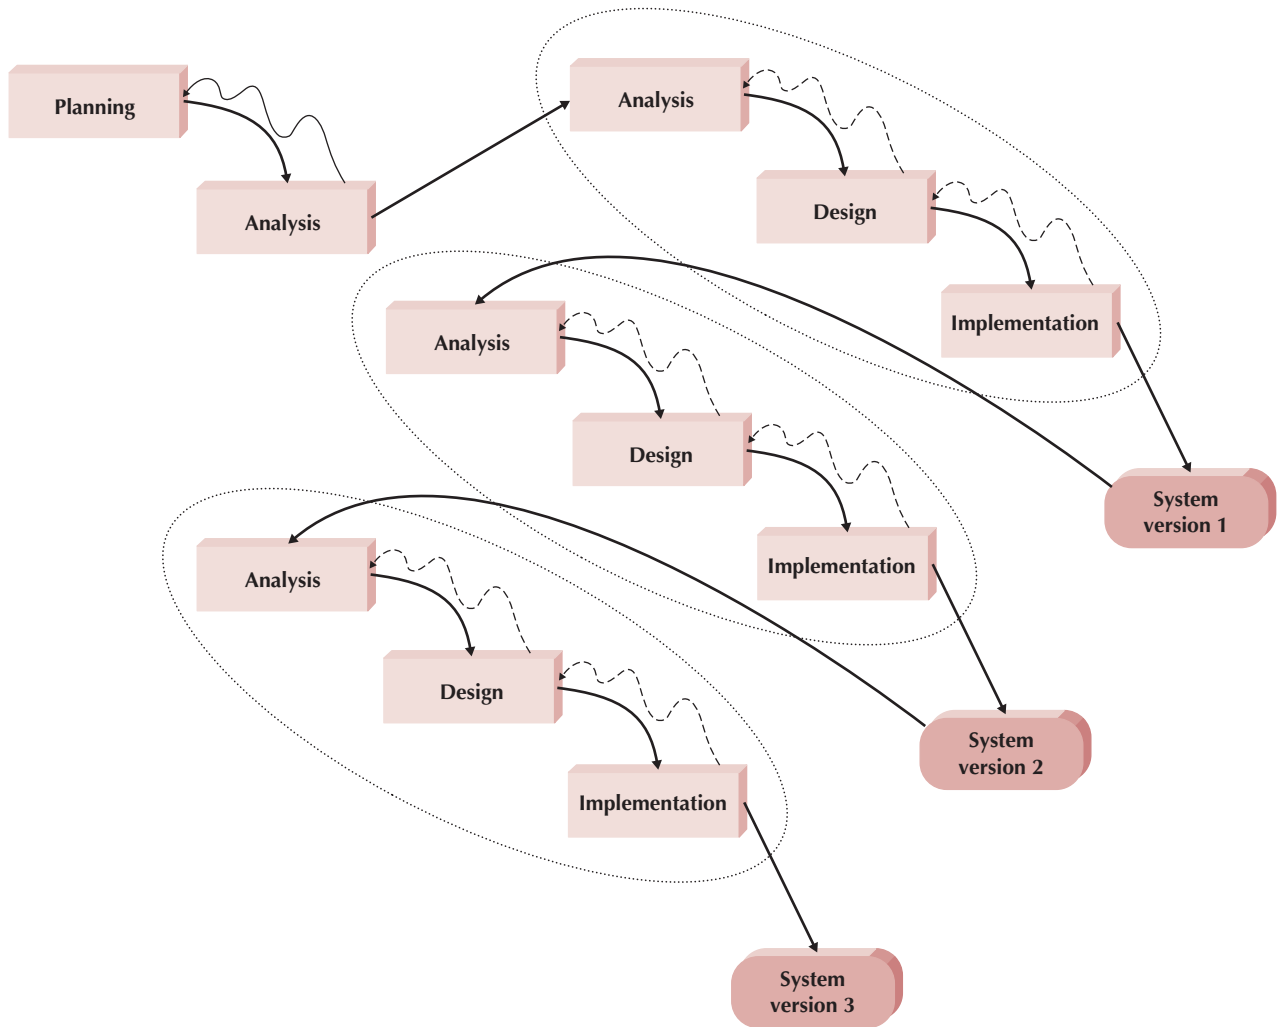 Planning
Analysis
Analysis
Design
Implementation
System
version 1
Analysis
Design
Implementation
System
version 2
Analysis
Design
Implementation
System
version 3